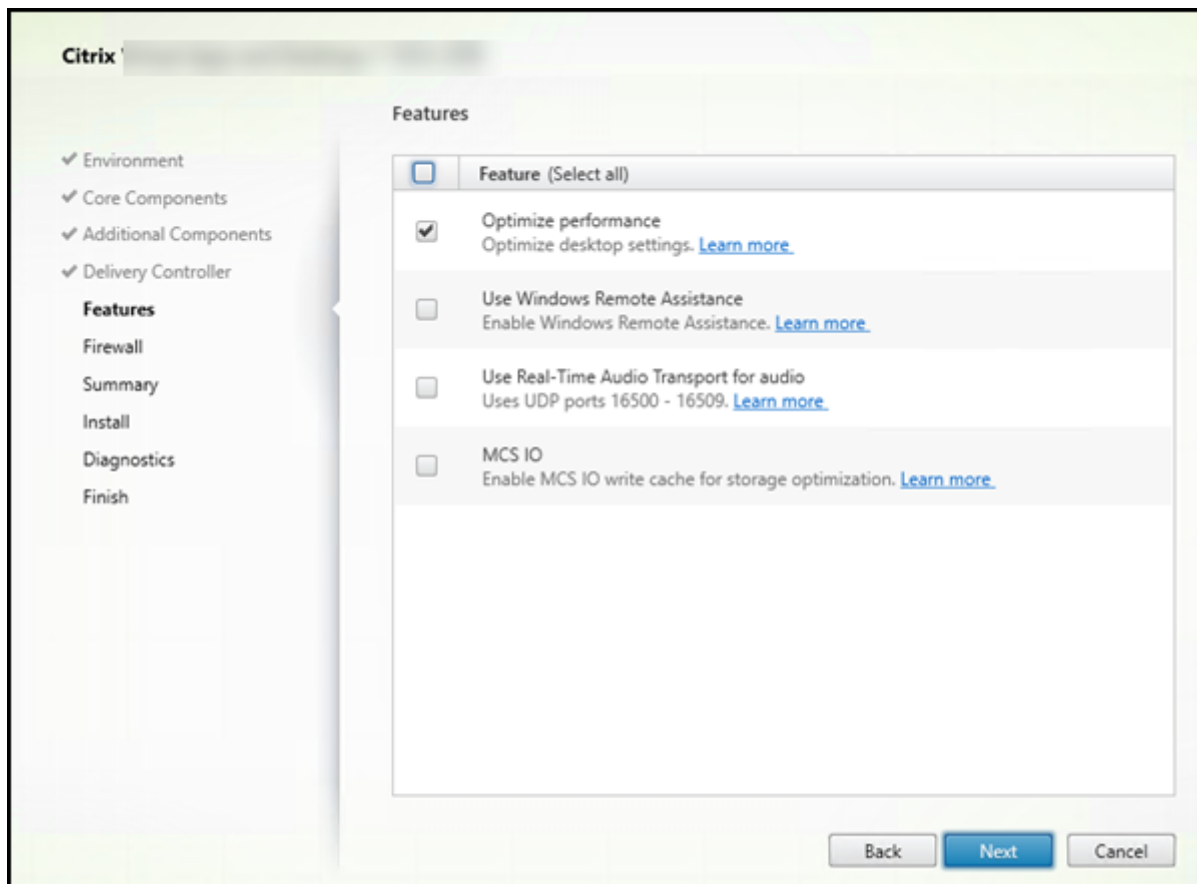 Citrix
Features
Environment
Core Components
Additional Components
Delivery Controller
Features
Firewall
Summary
Install
Diagnostics
Finish
Feature (Select all)
Optimize performance
Optimize desktop settings. Learn more
Use Windows Remote Assistance
Enable Windows Remote Assistance. Learn more
Use Real-Time Audio Transport for audio
Uses UDP ports 16500 - 16509. Learn more
MCS IO
Enable MCS IO write cache for storage optimization. Learn more
Back
Next
Cancel